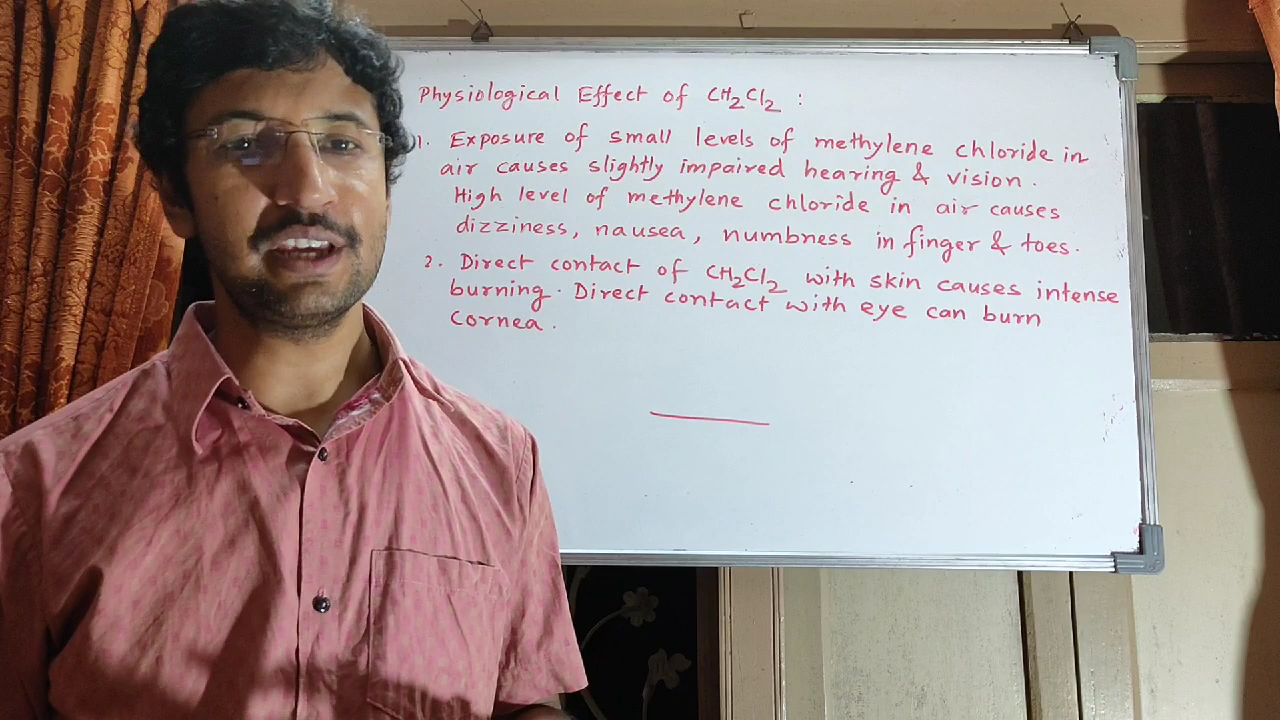 Physiological Effect of CH₂Cl₂ :
1. Exposure of small levels of methylene chloride in
air causes slightly impaired hearing & vision.
High level of methylene chloride in air causes
dizziness, nausea, numbness in finger & toes.
2. Direct contact of CH₂Cl₂ with skin causes intense
burning. Direct contact with eye can burn
cornea.